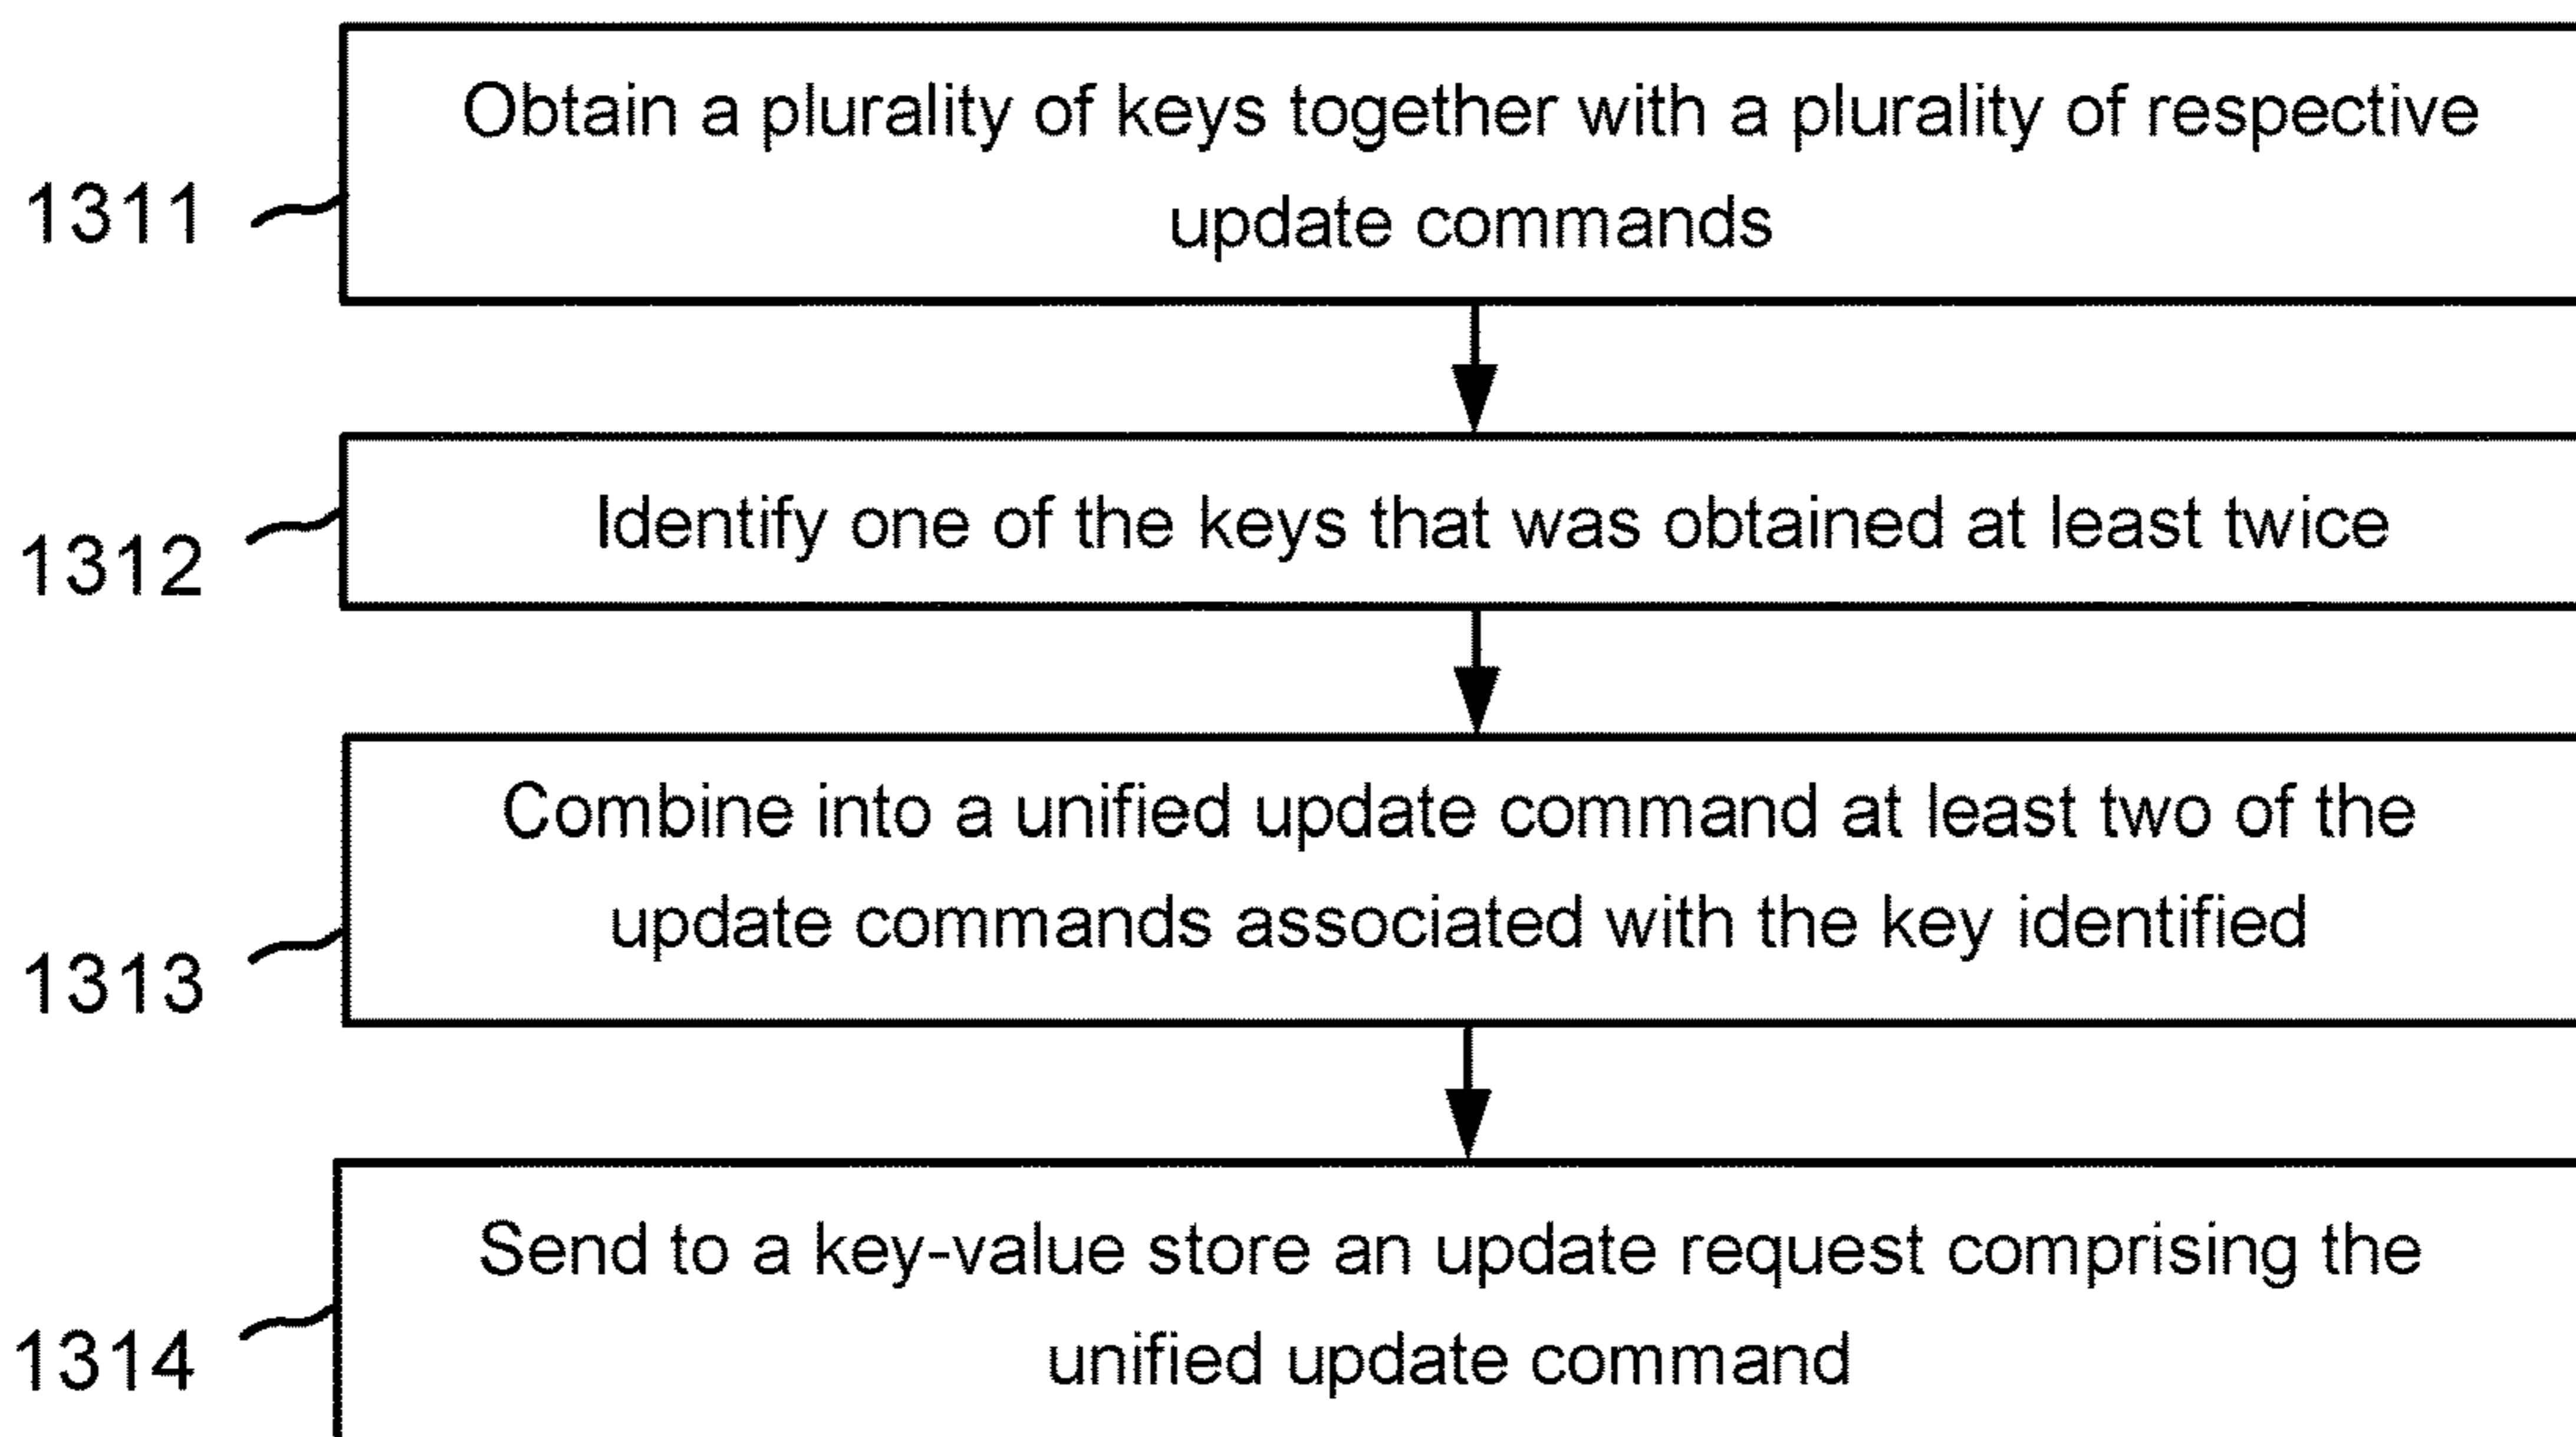 Obtain a plurality of keys together with a plurality of respective
update commands
1311
Identify one of the keys that was obtained at least twice
1312
Combine into a unified update command at least two of the
update commands associated with the key identified
1313
Send to a key-value store an update request comprising the
unified update command
1314